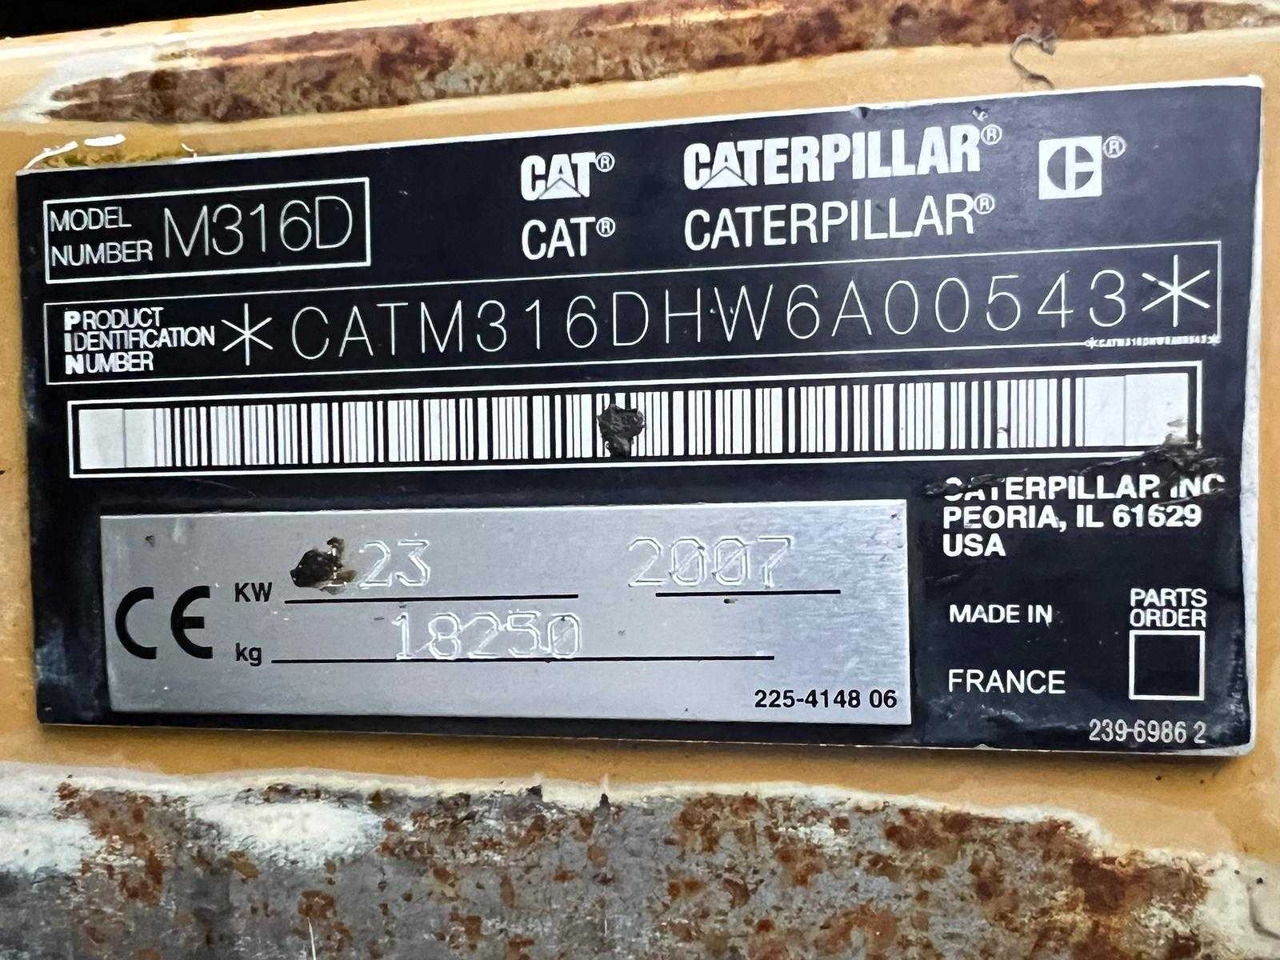 CAT® CATERPILLAR®
CAT® CATERPILLAR®
MODEL NUMBER M316D
PRODUCT IDENTIFICATION NUMBER *CATM316DHW6A00543*
*CATM316DHW6A00543*
CATERPILLAR INC
PEORIA, IL 61629
USA
CE
KW 2007
kg 18250
225-4148 06
MADE IN
FRANCE
PARTS
ORDER
239-6986 2